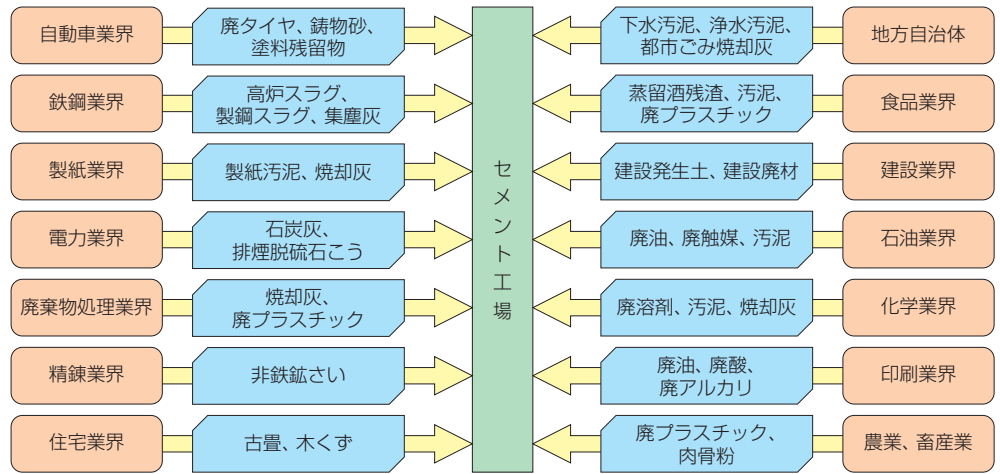 自動車業界
廃タイヤ、鋳物砂、
塗料残留物
鉄鋼業界
高炉スラグ、
製鋼スラグ、集塵灰
製紙業界
製紙汚泥、焼却灰
電力業界
石炭灰、
排煙脱硫石こう
廃棄物処理業界
焼却灰、
廃プラスチック
精錬業界
非鉄鉱さい
住宅業界
古畳、木くず
セメント工場
下水汚泥、浄水汚泥、
都市ごみ焼却灰
地方自治体
蒸留酒残渣、汚泥、
廃プラスチック
食品業界
建設発生土、建設廃材
建設業界
廃油、廃触媒、汚泥
石油業界
廃溶剤、汚泥、焼却灰
化学業界
廃油、廃酸、
廃アルカリ
印刷業界
廃プラスチック、
肉骨粉
農業、畜産業